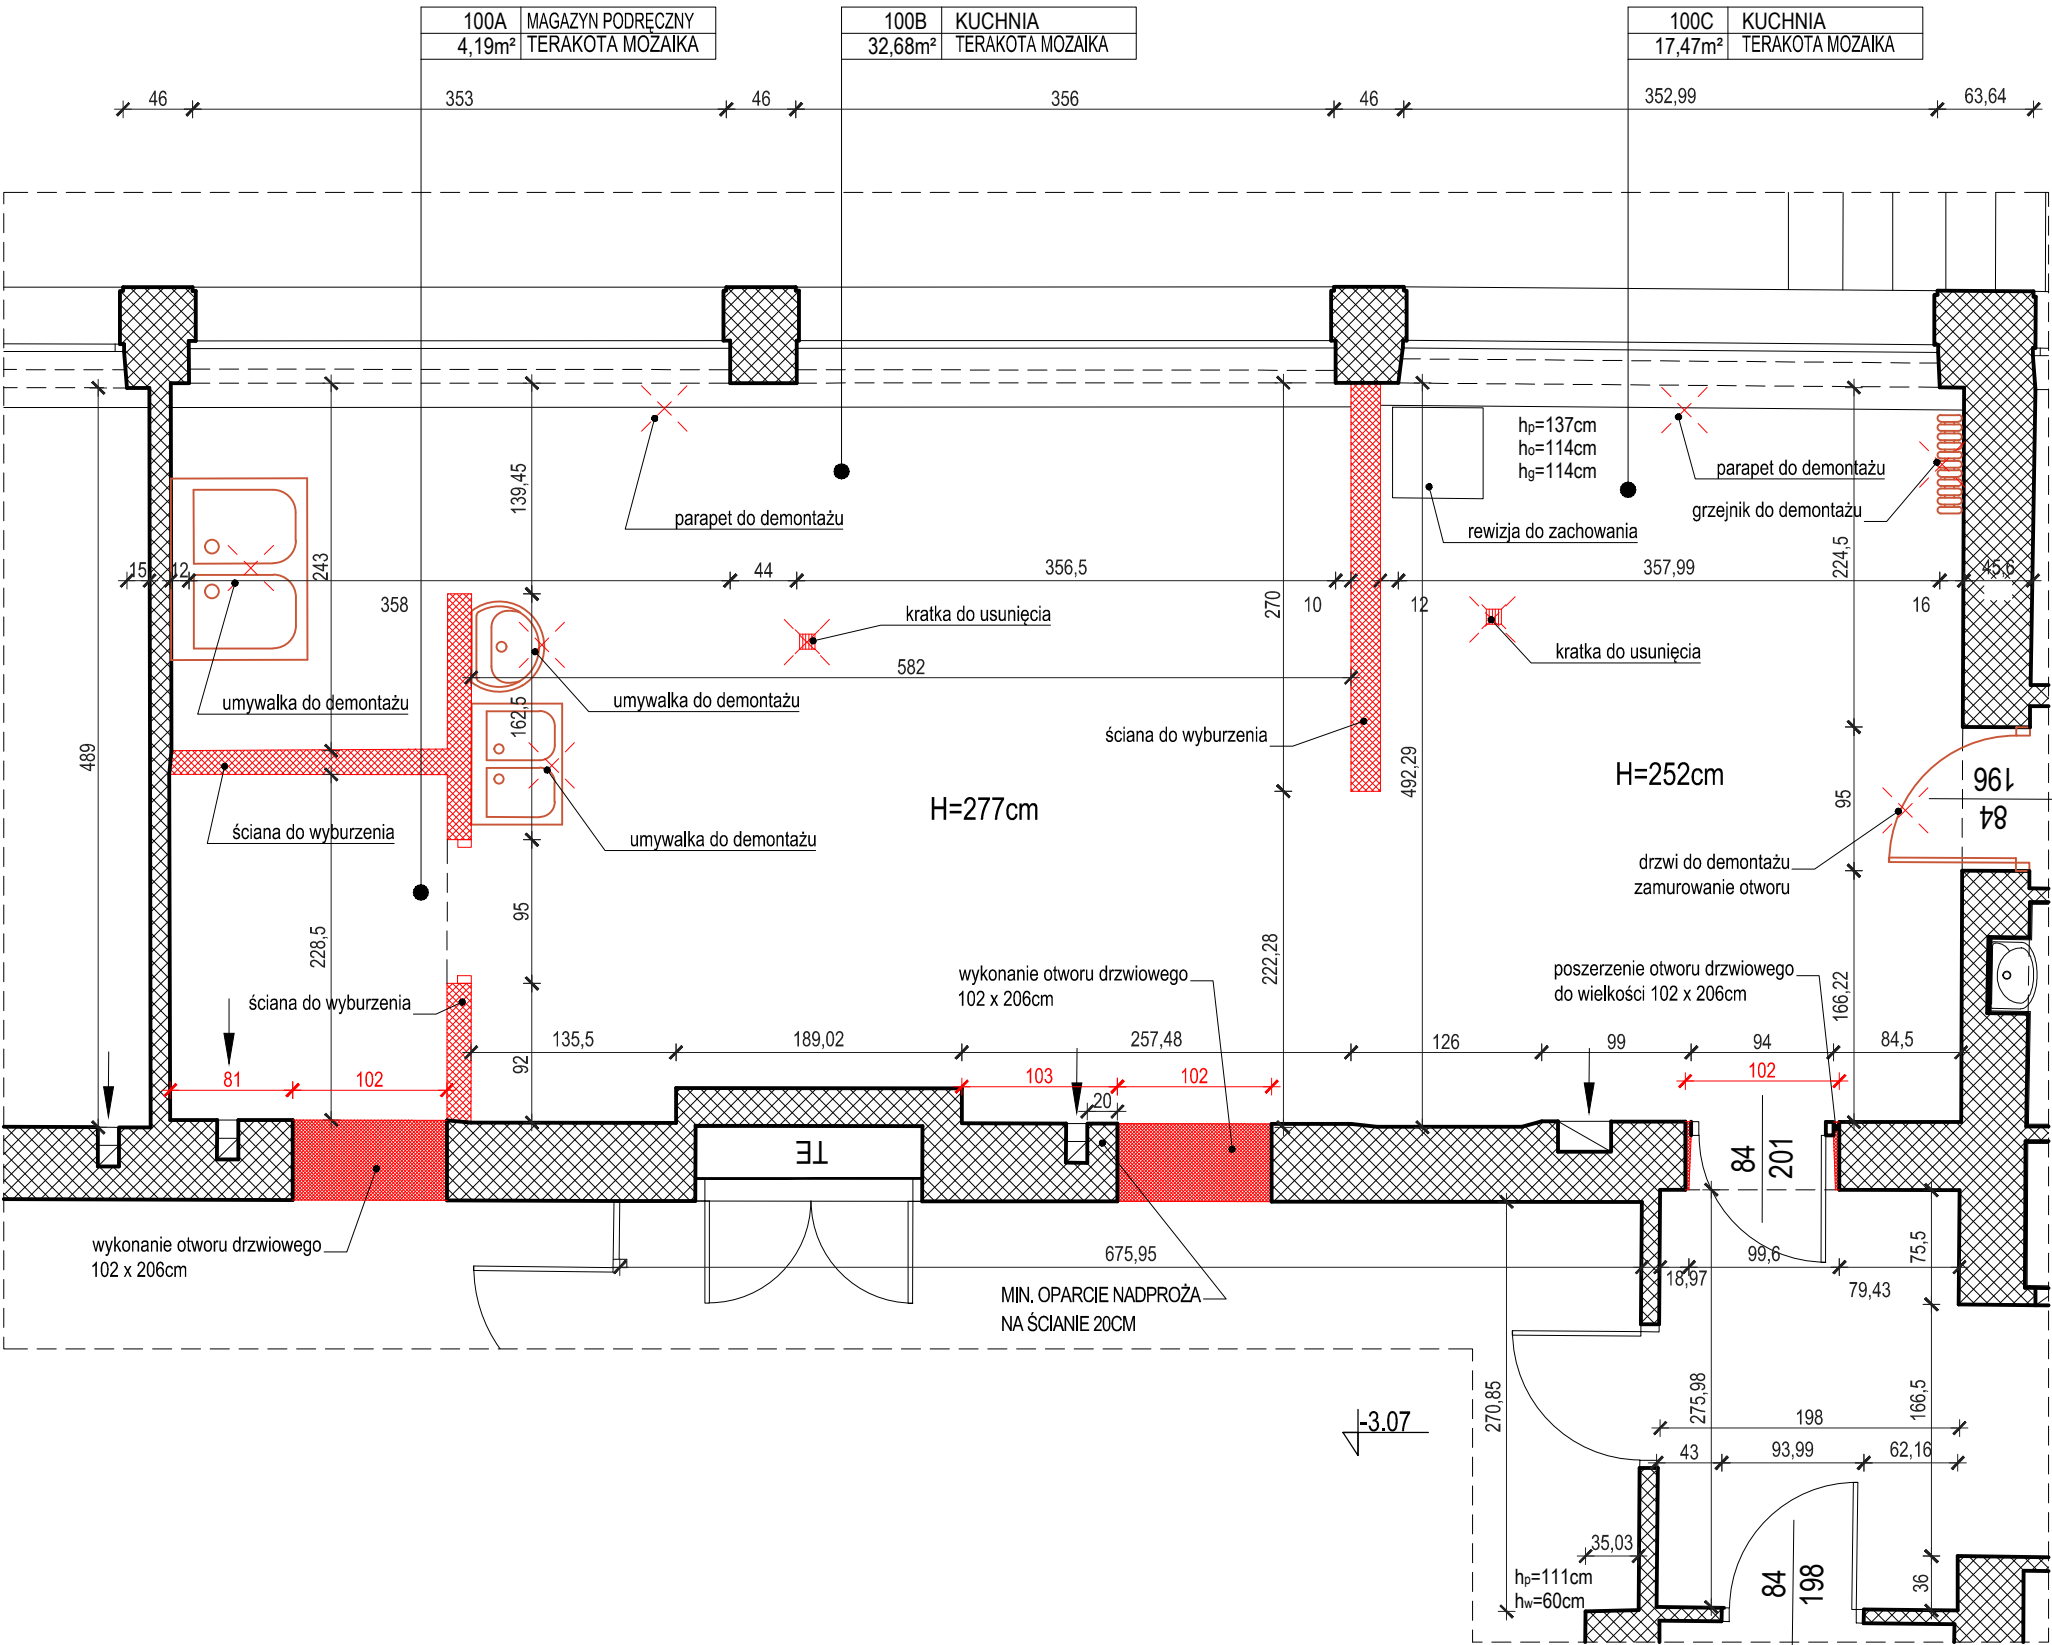 100A MAGAZYN PODRĘCZNY
4,19m² TERAKOTA MOZAIKA
100B KUCHNIA
32,68m² TERAKOTA MOZAIKA
100C KUCHNIA
17,47m² TERAKOTA MOZAIKA
46 353 46 356 46 352,99 63,64
hp=137cm
ho=114cm
hg=114cm
parapet do demontażu
grzejnik do demontażu
parapet do demontażu
rewizja do zachowania
139,45
243
224,5
15 12 44 356,5 357,99 45,6
358 10 12 16
270
kratka do usunięcia
kratka do usunięcia
582
umywalka do demontażu
umywalka do demontażu
162,5
ściana do wyburzenia
489
492,29
H=252cm
H=277cm
95
196
84
ściana do wyburzenia
umywalka do demontażu
drzwi do demontażu
zamurowanie otworu
95
228,5
222,28
166,22
wykonanie otworu drzwiowego
102 x 206cm
poszerzenie otworu drzwiowego
do wielkości 102 x 206cm
ściana do wyburzenia
92
135,5 189,02 257,48 126 99 94 84,5
81 102 103 102 102
20
TE
84
201
wykonanie otworu drzwiowego
102 x 206cm
675,95
18,97 99,6
79,43
75,5
MIN. OPARCIE NADPROŻA
NA ŚCIANIE 20CM
-3.07
270,85
275,98
166,5
198
43 93,99 62,16
35,03
hp=111cm
hw=60cm
84
198
36